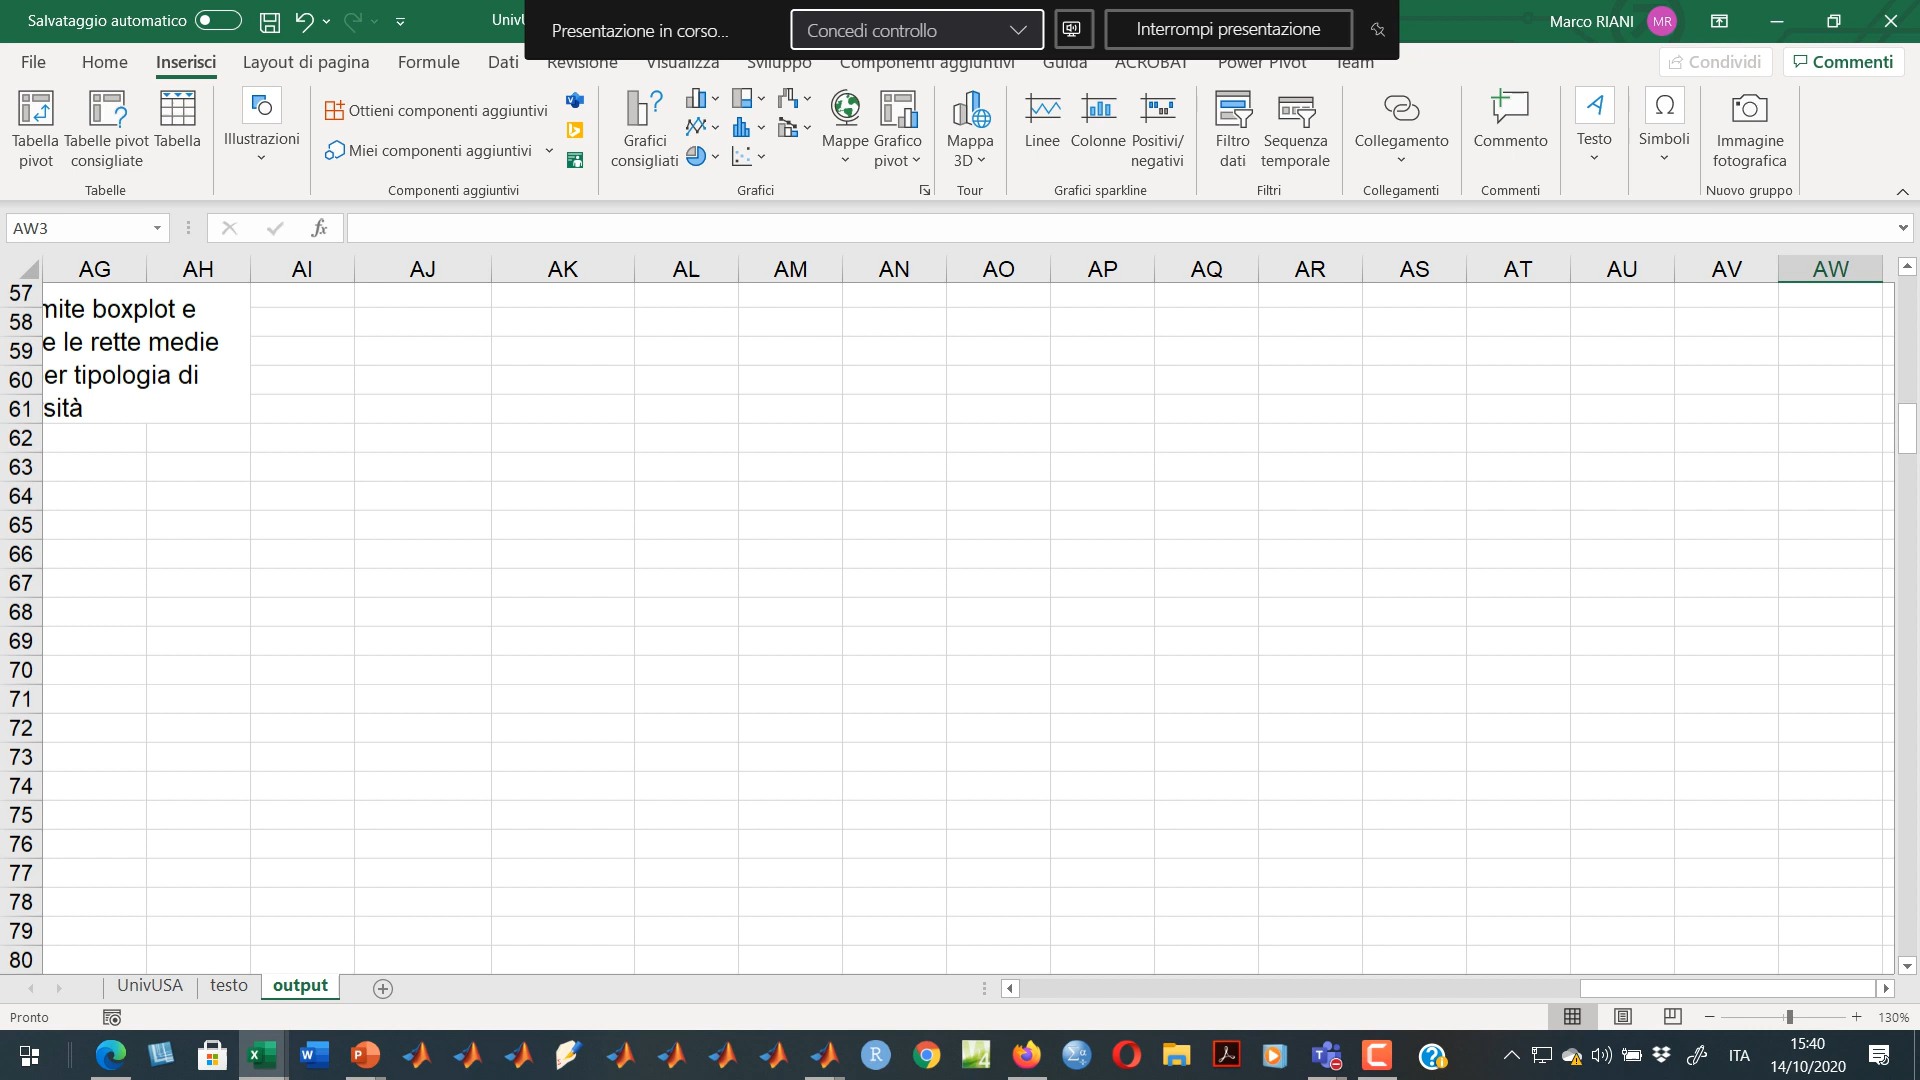 Salvataggio automatico
Presentazione in corso...
Concedi controllo
Interrompi presentazione
Marco RIANI
MR
File
Home
Inserisci
Layout di pagina
Formule
Dati
Revisione
Visualizza
Sviluppo
Componenti aggiuntivi
Guida
ACROBAT
Power Pivot
Team
Condividi
Commenti
Tabella pivot
Tabelle pivot consigliate
Tabella
Illustrazioni
Ottieni componenti aggiuntivi
Miei componenti aggiuntivi
Grafici consigliati
Mappe
Grafico pivot
Mappa 3D
Linee
Colonne
Positivi/ negativi
Filtro dati
Sequenza temporale
Collegamento
Commento
Testo
Simboli
Immagine fotografica
Tabelle
Componenti aggiuntivi
Grafici
Tour
Grafici sparkline
Filtri
Collegamenti
Commenti
Nuovo gruppo
AW3
fx
AG AH AI AJ AK AL AM AN AO AP AQ AR AS AT AU AV AW
57
58
59
60
61
mite boxplot e
e le rette medie
er tipologia di
sità
62
63
64
65
66
67
68
69
70
71
72
73
74
75
76
77
78
79
80
UnivUSA
testo
output
Pronto
130%
ITA
15:40
14/10/2020